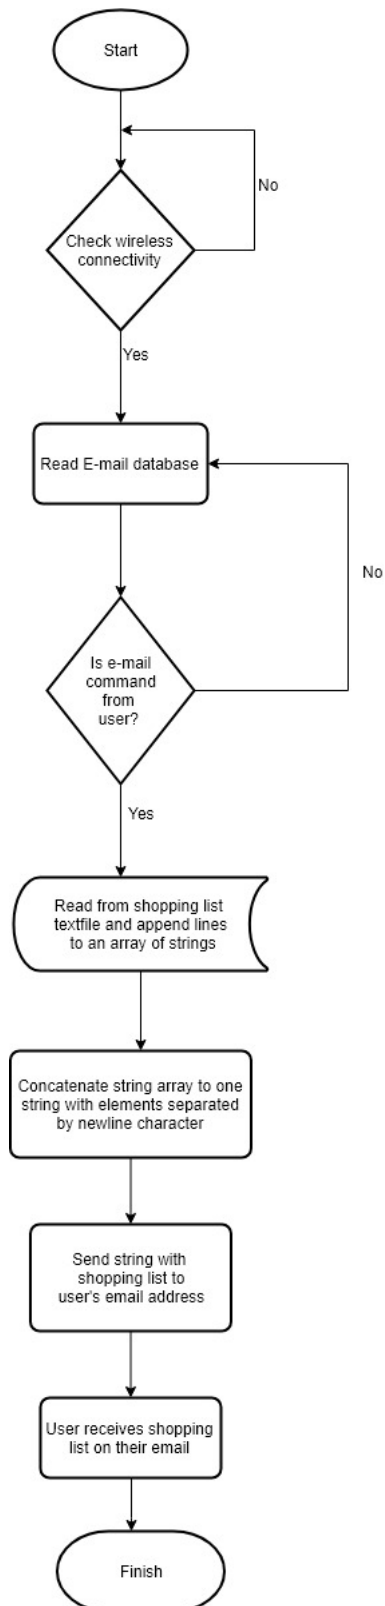 Start
No
Check wireless
connectivity
Yes
Read E-mail database
No
Is e-mail
command
from
user?
Yes
Read from shopping list
textfile and append lines
to an array of strings
Concatenate string array to one
string with elements separated
by newline character
Send string with
shopping list to
user's email address
User receives shopping
list on their email
Finish